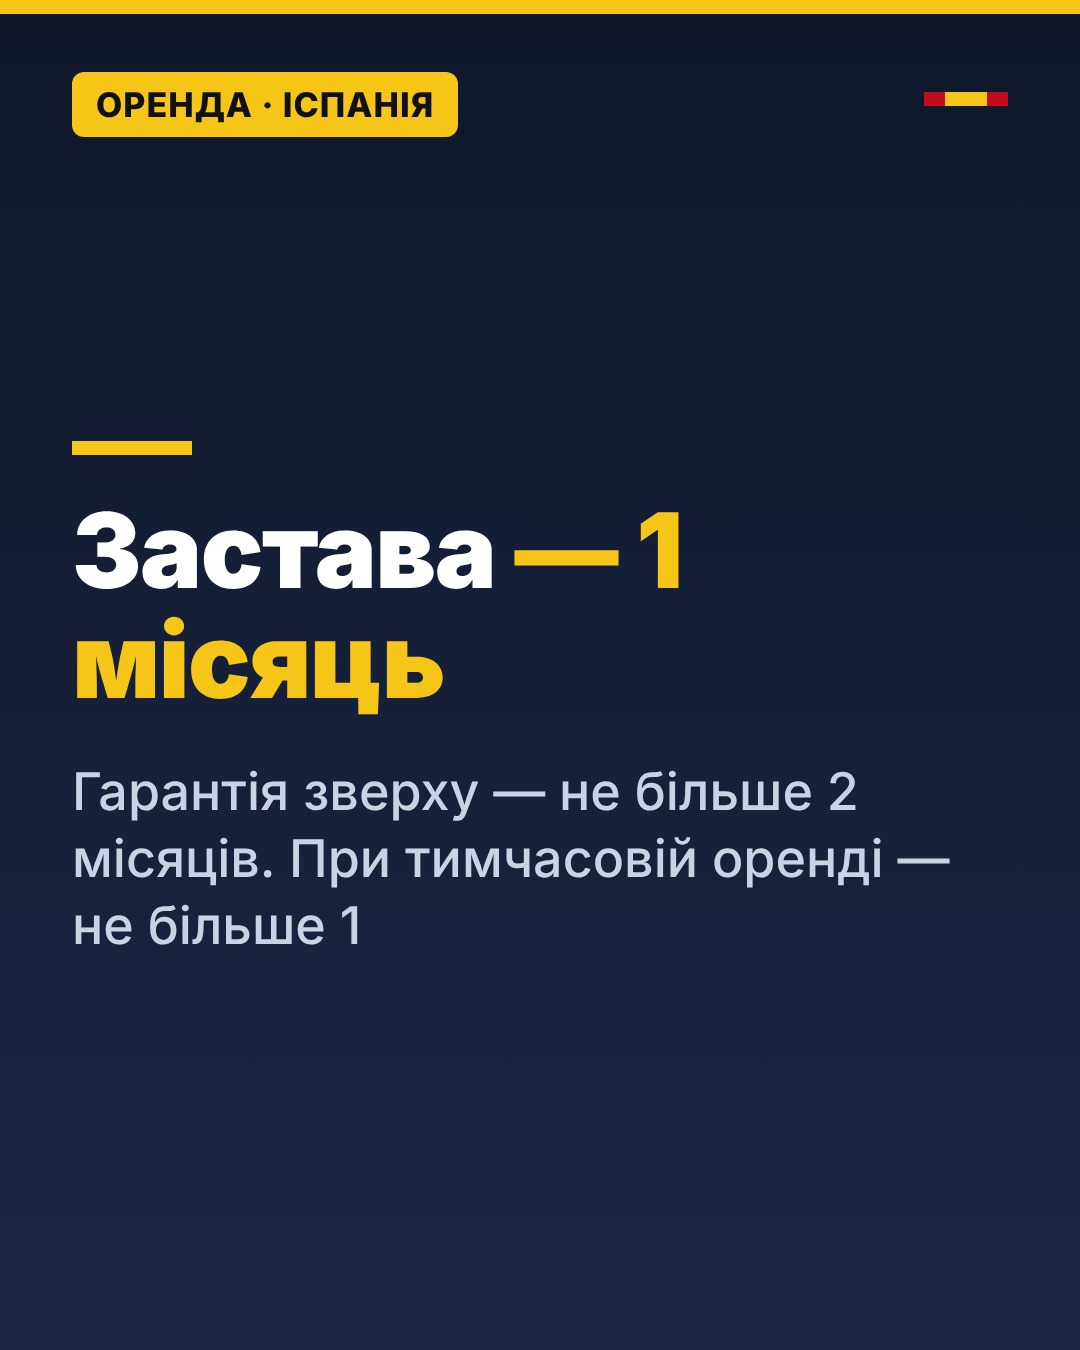 ОРЕНДА · ІСПАНІЯ
Застава — 1
місяць
Гарантія зверху — не більше 2
місяців. При тимчасовій оренді —
не більше 1